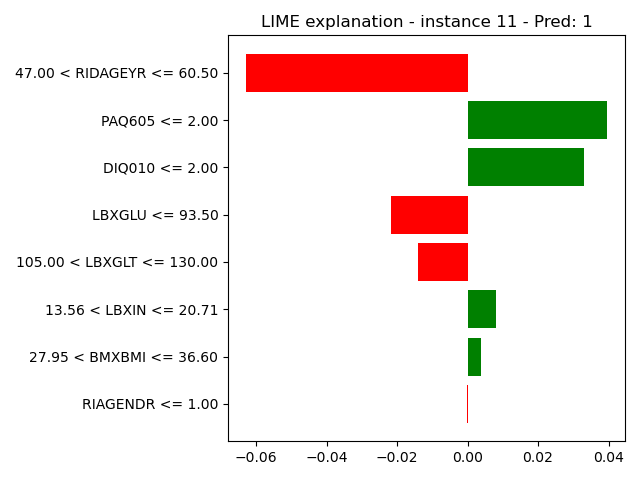 LIME explanation - instance 11 - Pred: 1
47.00 < RIDAGEYR <= 60.50
PAQ605 <= 2.00
DIQ010 <= 2.00
LBXGLU <= 93.50
105.00 < LBXGLT <= 130.00
13.56 < LBXIN <= 20.71
27.95 < BMXBMI <= 36.60
RIAGENDR <= 1.00
−0.06 −0.04 −0.02 0.00 0.02 0.04